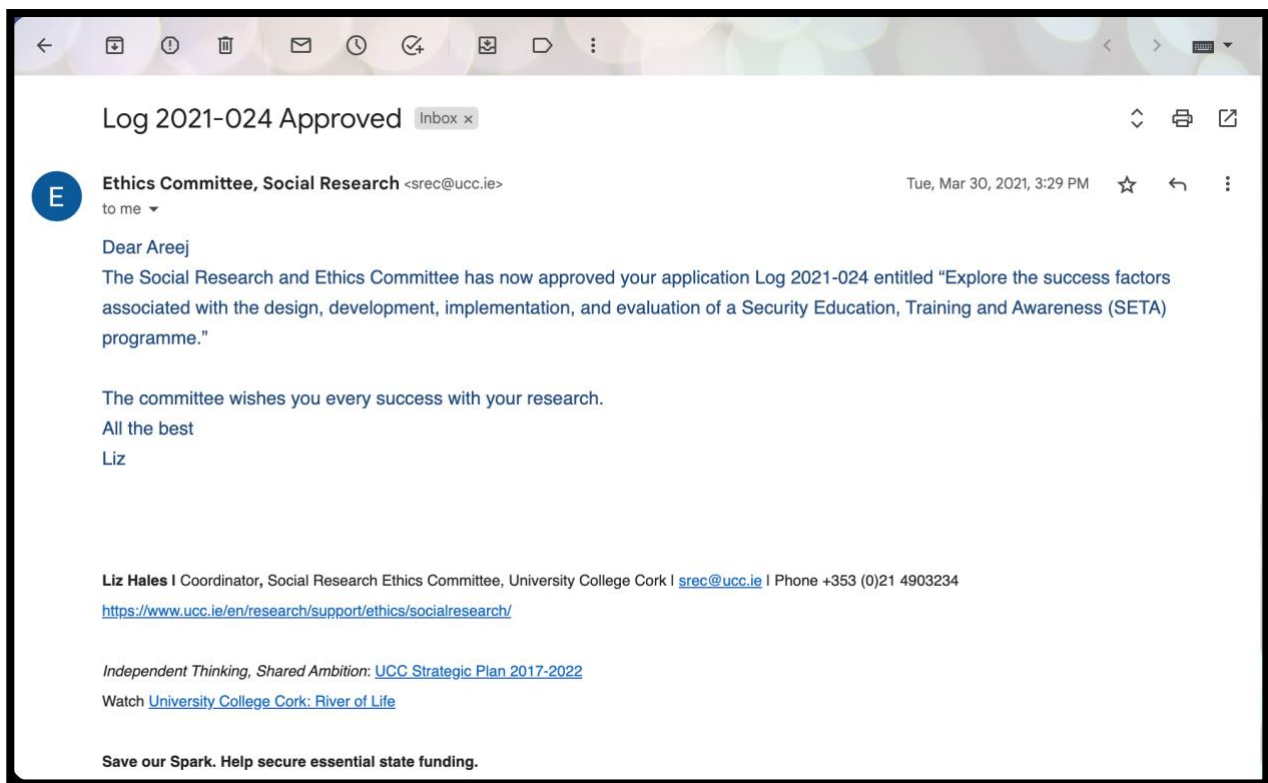 Log 2021-024 Approved Inbox x
Ethics Committee, Social Research <srec@ucc.ie> Tue, Mar 30, 2021, 3:29 PM
to me
Dear Areej
The Social Research and Ethics Committee has now approved your application Log 2021-024 entitled “Explore the success factors
associated with the design, development, implementation, and evaluation of a Security Education, Training and Awareness (SETA)
programme.”
The committee wishes you every success with your research.
All the best
Liz
Liz Hales I Coordinator, Social Research Ethics Committee, University College Cork I srec@ucc.ie I Phone +353 (0)21 4903234
https://www.ucc.ie/en/research/support/ethics/socialresearch/
Independent Thinking, Shared Ambition: UCC Strategic Plan 2017-2022
Watch University College Cork: River of Life
Save our Spark. Help secure essential state funding.
E